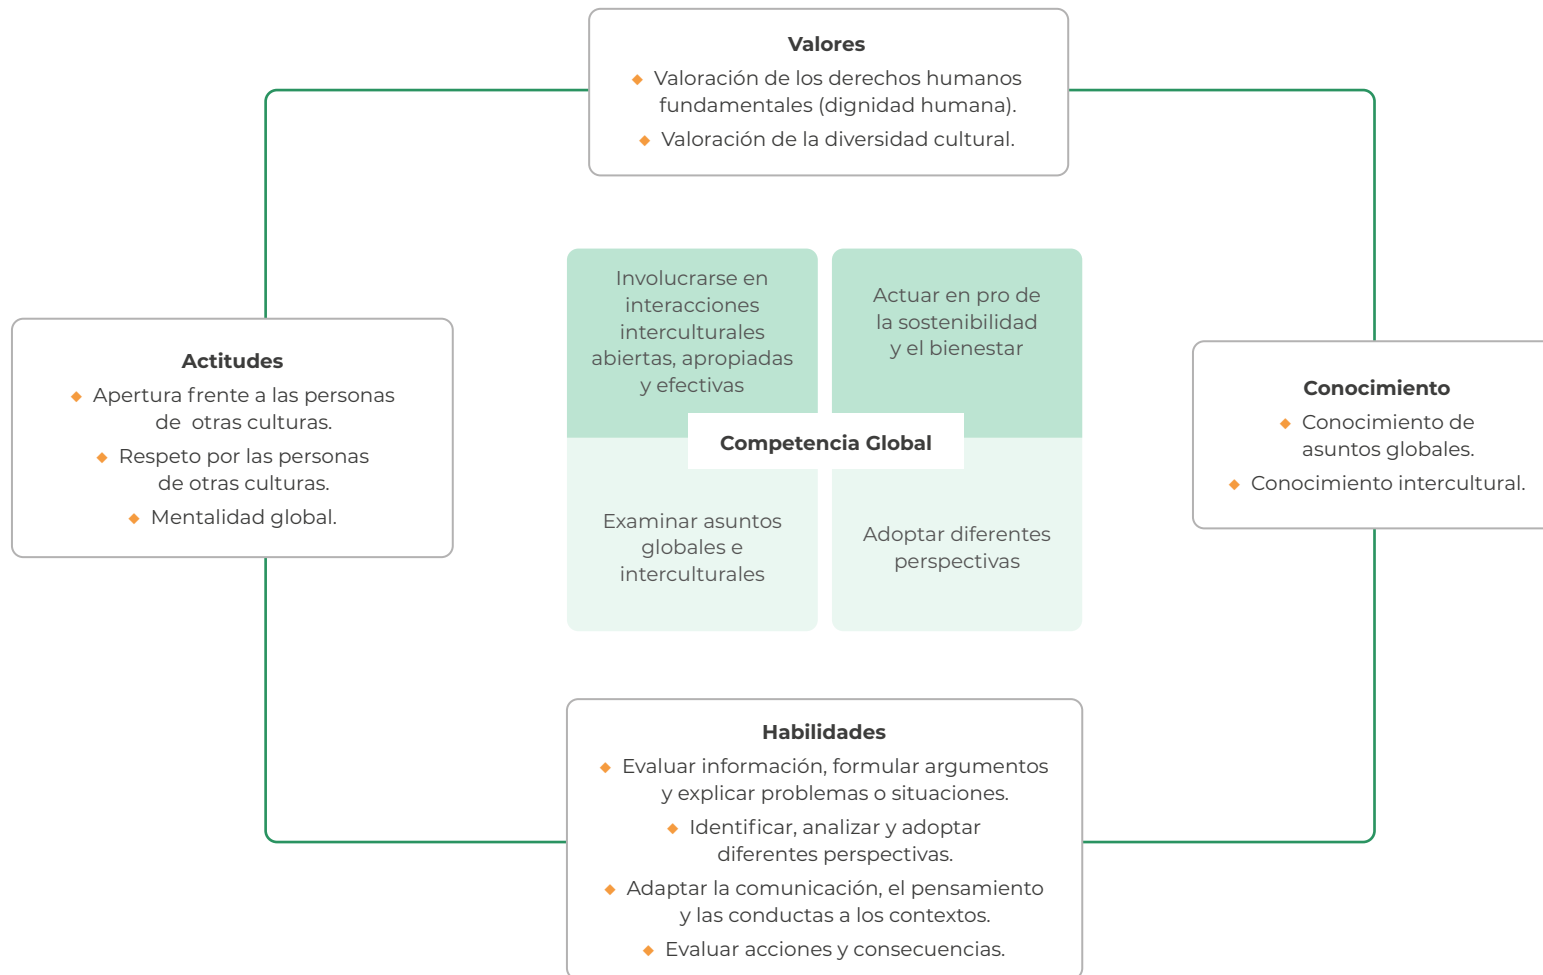 Valores
◆ Valoración de los derechos humanos
fundamentales (dignidad humana).
◆ Valoración de la diversidad cultural.
Involucrarse en
interacciones
interculturales
abiertas, apropiadas
y efectivas
Actuar en pro de
la sostenibilidad
y el bienestar
Actitudes
◆ Apertura frente a las personas
de otras culturas.
◆ Respeto por las personas
de otras culturas.
◆ Mentalidad global.
Competencia Global
Conocimiento
◆ Conocimiento de
asuntos globales.
◆ Conocimiento intercultural.
Examinar asuntos
globales e
interculturales
Adoptar diferentes
perspectivas
Habilidades
◆ Evaluar información, formular argumentos
y explicar problemas o situaciones.
◆ Identificar, analizar y adoptar
diferentes perspectivas.
◆ Adaptar la comunicación, el pensamiento
y las conductas a los contextos.
◆ Evaluar acciones y consecuencias.